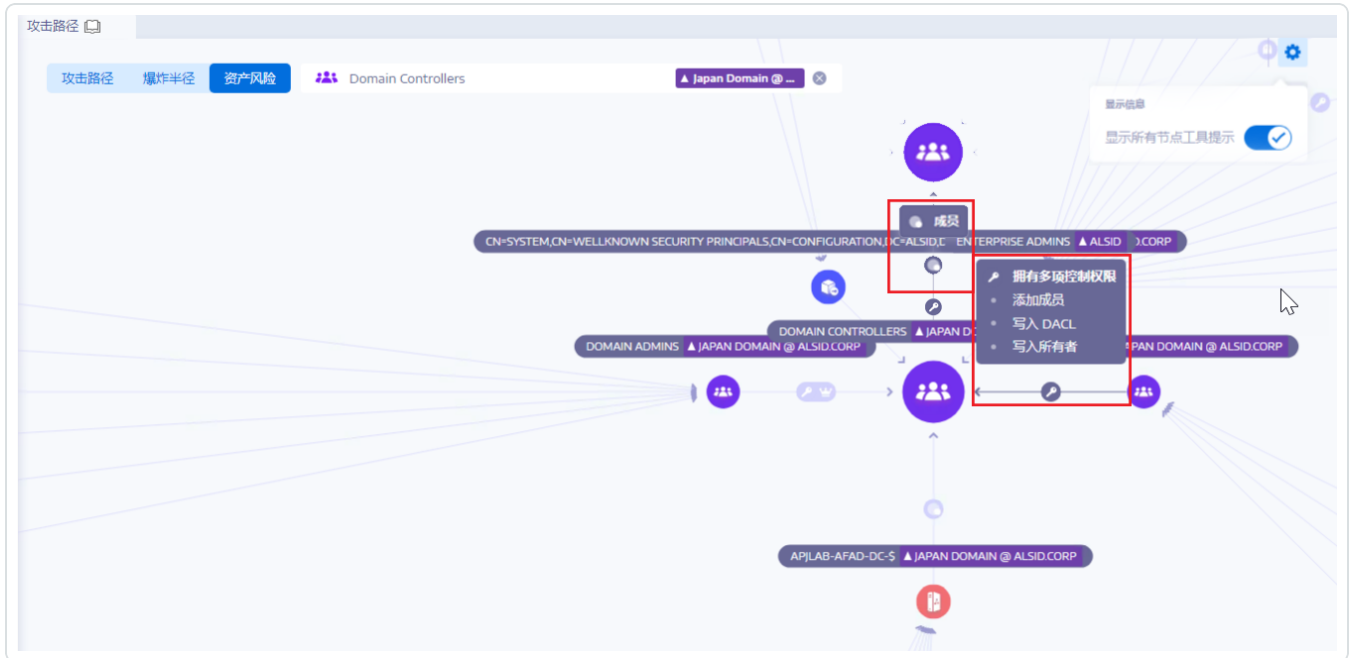 攻击路径
攻击路径 爆炸半径 资产风险 Domain Controllers Japan Domain @ ...
显示信息
显示所有节点工具提示
成员
CN=SYSTEM,CN=WELLKNOWN SECURITY PRINCIPALS,CN=CONFIGURATION,DC=ALSID, ENTERPRISE ADMINS ALSID .CORP
拥有多项控制权限
添加成员
写入 DACL
写入所有者
DOMAIN CONTROLLERS JAPAN
DOMAIN ADMINS JAPAN DOMAIN @ ALSID.CORP
PAN DOMAIN @ ALSID.CORP
APJLAB-AFAD-DC-$ JAPAN DOMAIN @ ALSID.CORP